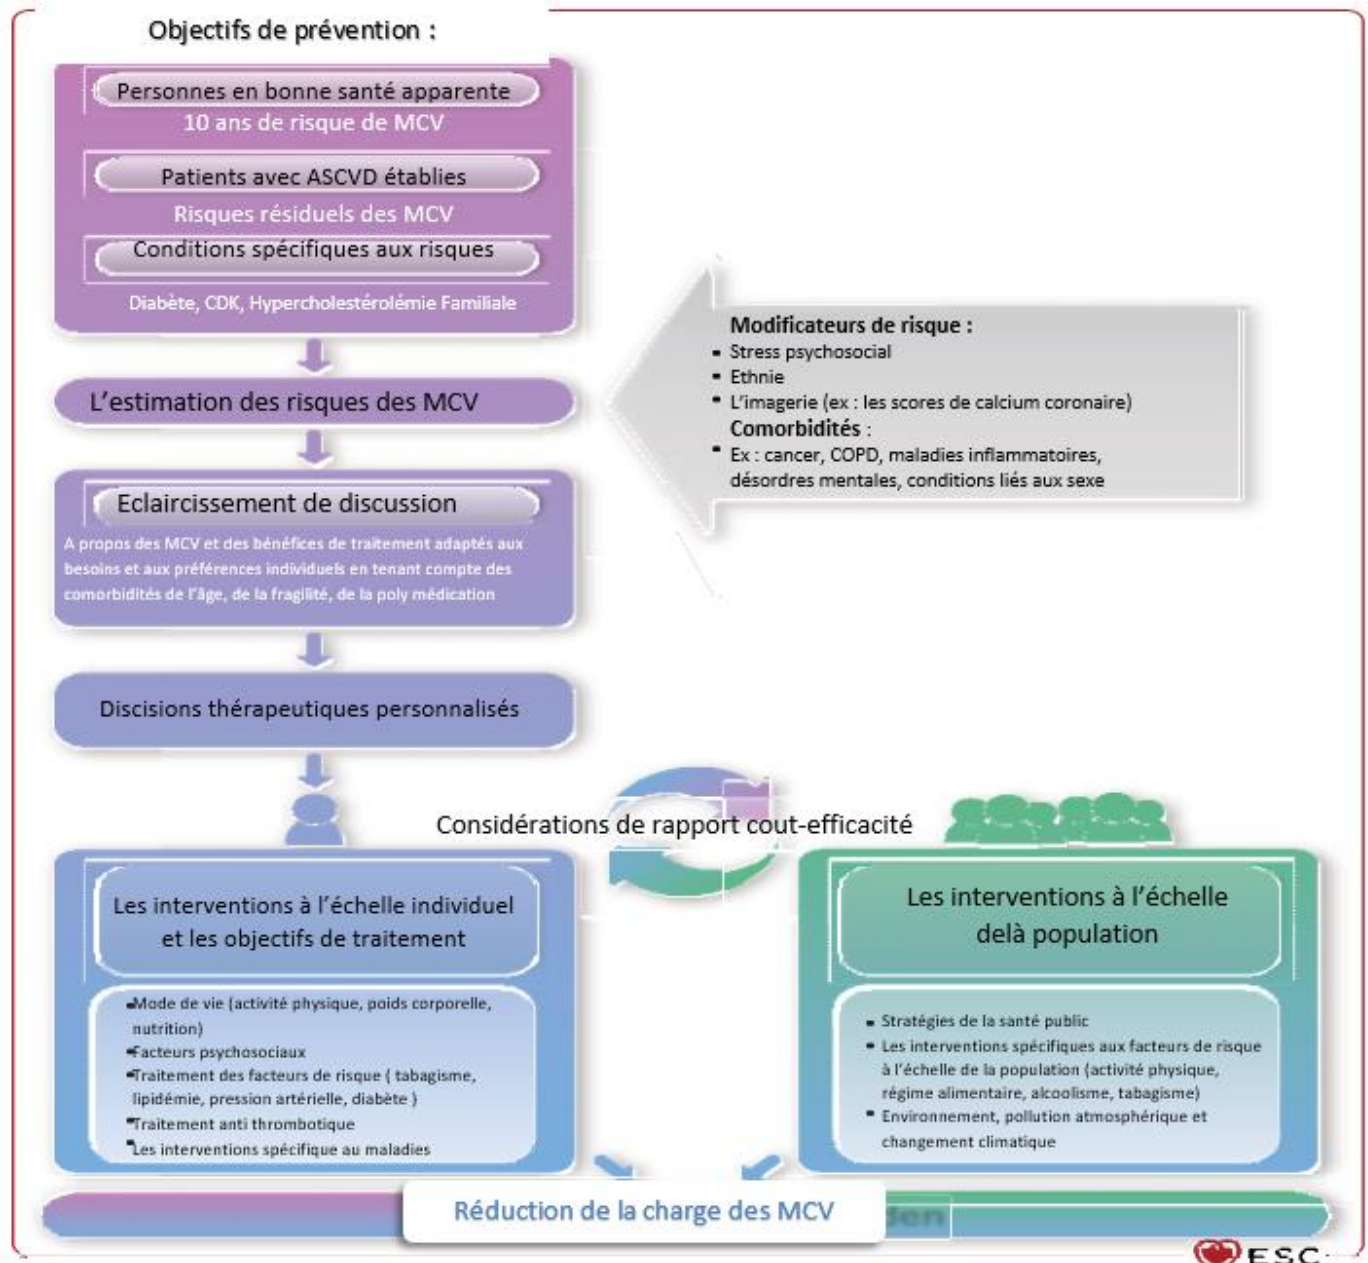 Objectifs de prévention :
Personnes en bonne santé apparente
10 ans de risque de MCV
Patients avec ASCVD établies
Risques résiduels des MCV
Conditions spécifiques aux risques
Diabète, CDK, Hypercholestérolémie Familiale
L'estimation des risques des MCV
Modificateurs de risque :
▪ Stress psychosocial
▪ Ethnie
▪ L'imagerie (ex : les scores de calcium coronaire)
Comorbidités :
▪ Ex : cancer, COPD, maladies inflammatoires,
désordres mentales, conditions liés aux sexe
Eclaircissement de discussion
A propos des MCV et des bénéfices de traitement adaptés aux
besoins et aux préférences individuels en tenant compte des
comorbidités de l'âge, de la fragilité, de la poly médication
Discisions thérapeutiques personnalisés
Considérations de rapport cout-efficacité
Les interventions à l'échelle individuel
et les objectifs de traitement
▪Mode de vie (activité physique, poids corporelle,
nutrition)
▪Facteurs psychosociaux
▪Traitement des facteurs de risque ( tabagisme,
lipidémie, pression artérielle, diabète )
▪Traitement anti thrombotique
▪Les interventions spécifique au maladies
Les interventions à l'échelle
delà population
▪ Stratégies de la santé public
▪ Les interventions spécifiques aux facteurs de risque
à l'échelle de la population (activité physique,
régime alimentaire, alcoolisme, tabagisme)
▪ Environnement, pollution atmosphérique et
changement climatique
Réduction de la charge des MCV
den
ESC